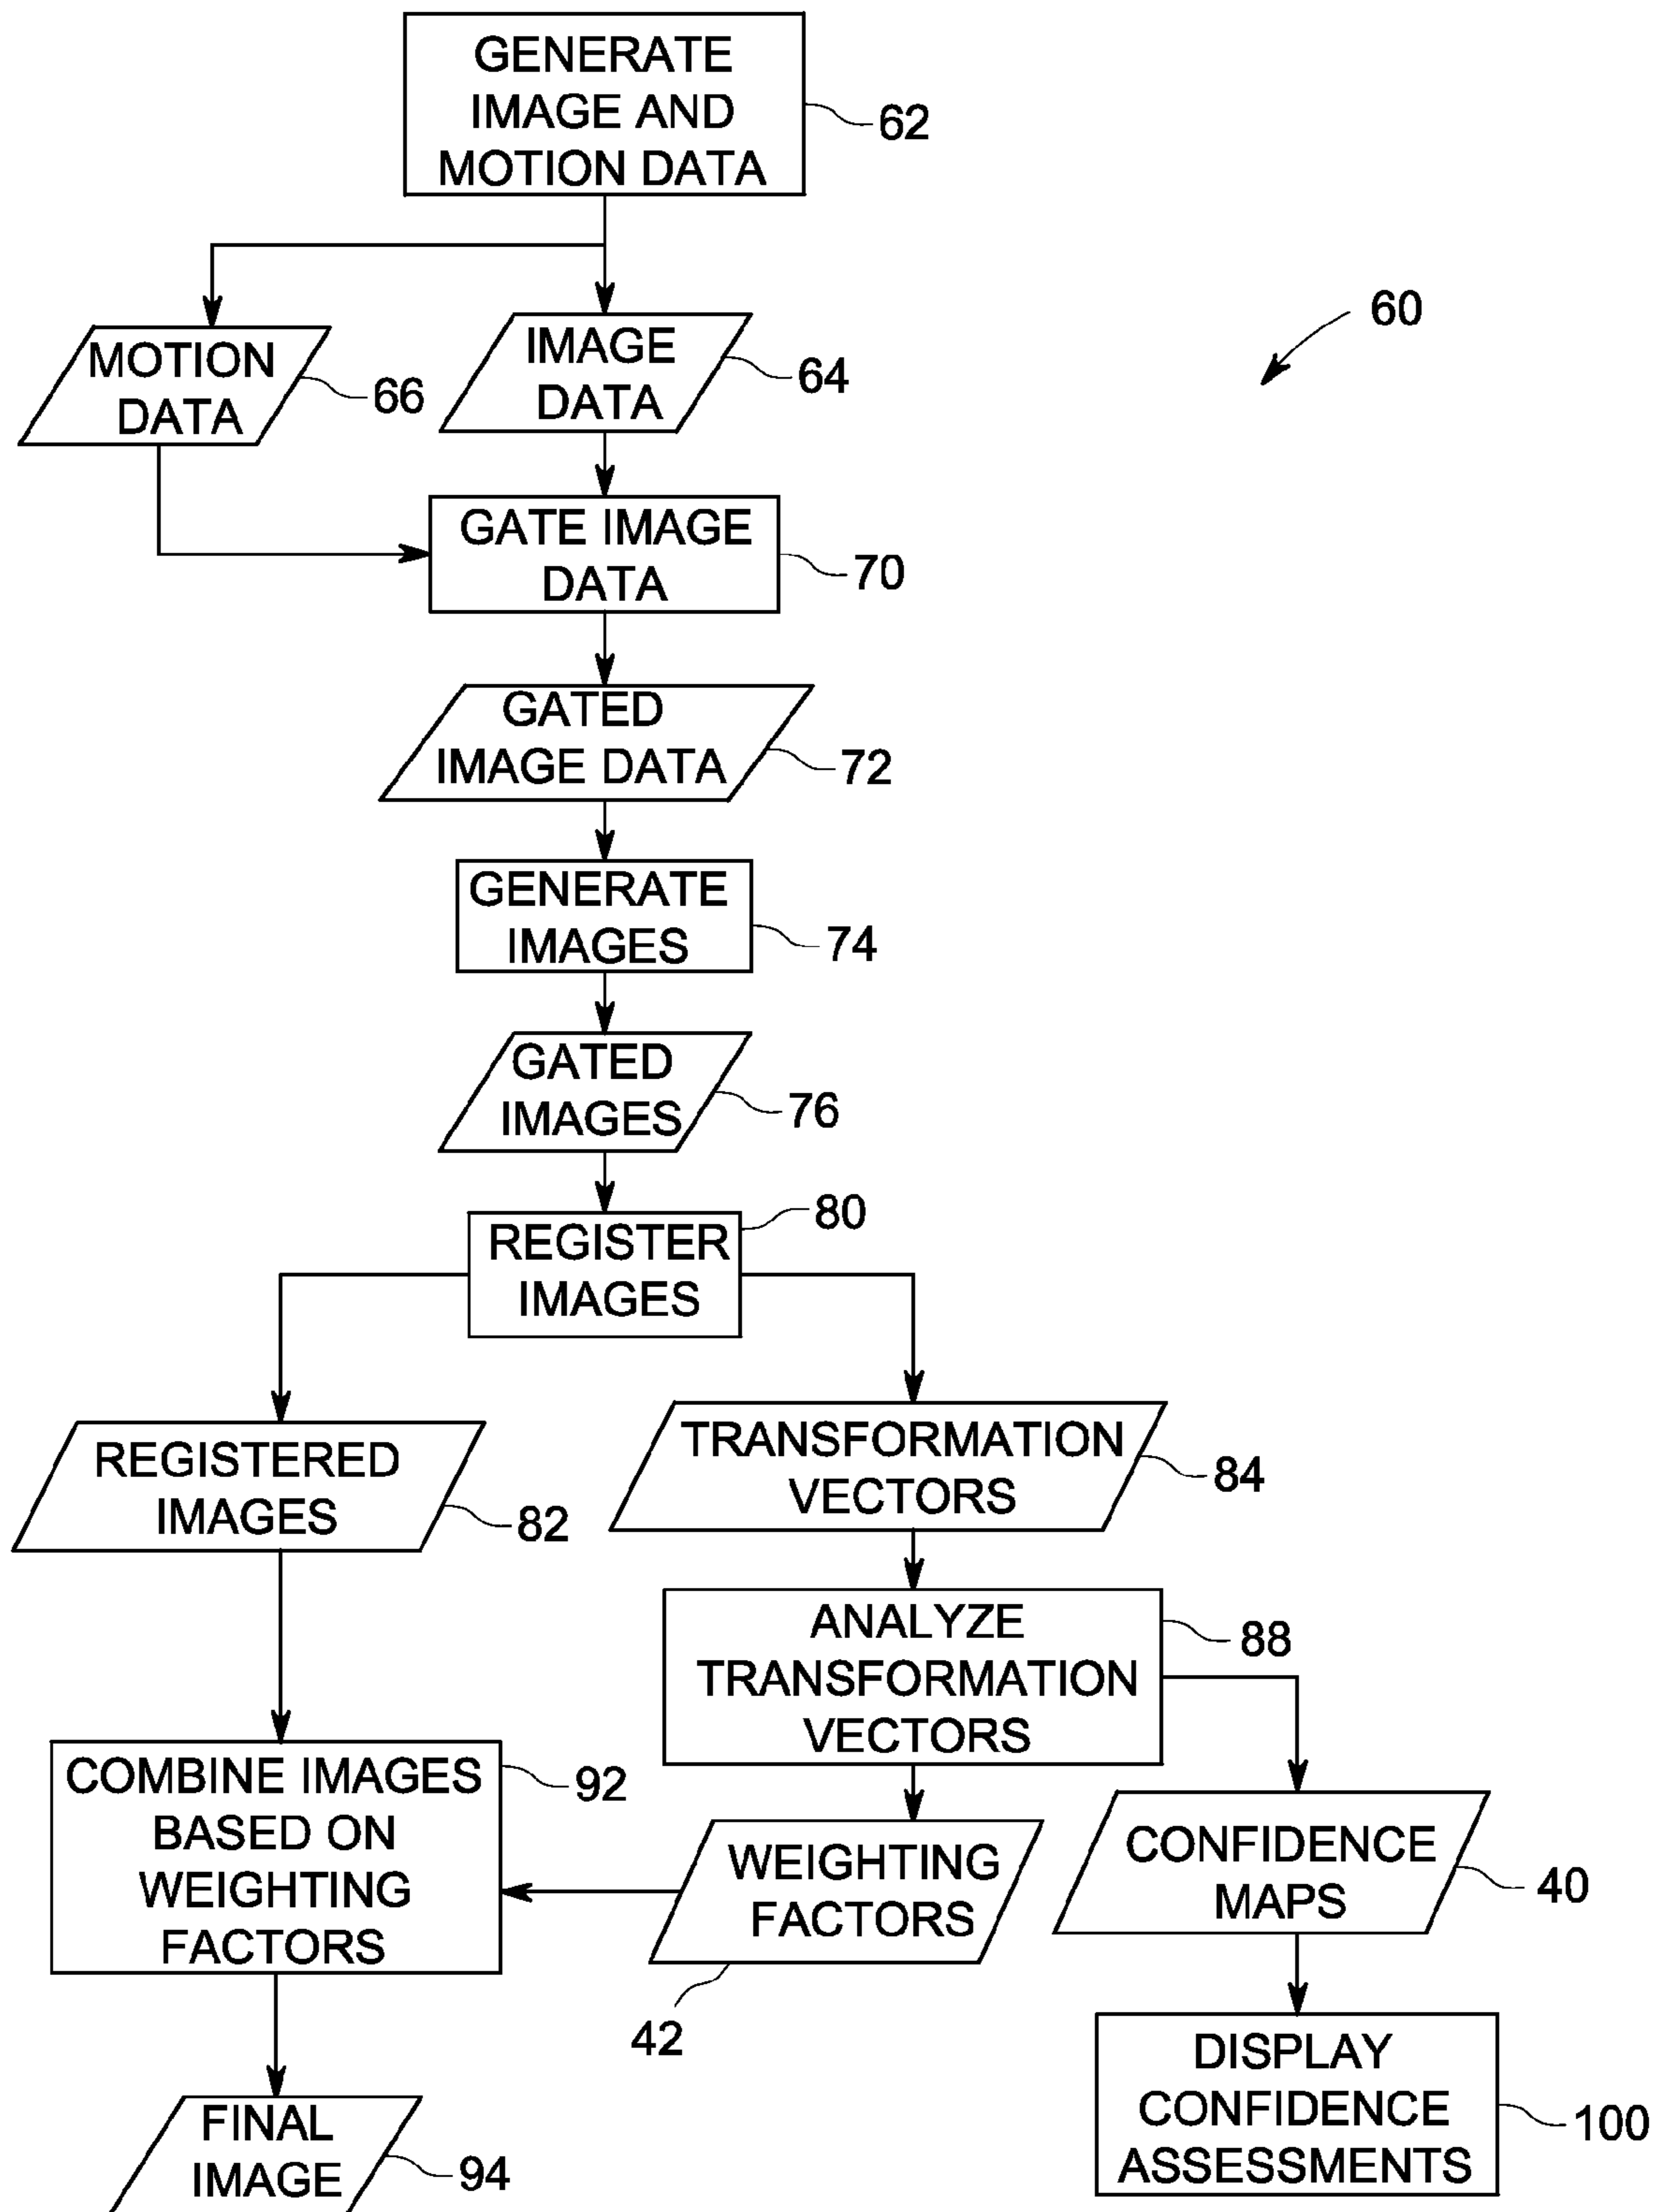 GENERATE
IMAGE AND
MOTION DATA
62
60
MOTION
DATA
66
IMAGE
DATA
64
GATE IMAGE
DATA
70
GATED
IMAGE DATA
72
GENERATE
IMAGES
74
GATED
IMAGES
76
REGISTER
IMAGES
80
REGISTERED
IMAGES
82
TRANSFORMATION
VECTORS
84
ANALYZE
TRANSFORMATION
VECTORS
88
COMBINE IMAGES
BASED ON
WEIGHTING
FACTORS
92
WEIGHTING
FACTORS
42
CONFIDENCE
MAPS
40
FINAL
IMAGE
94
DISPLAY
CONFIDENCE
ASSESSMENTS
100